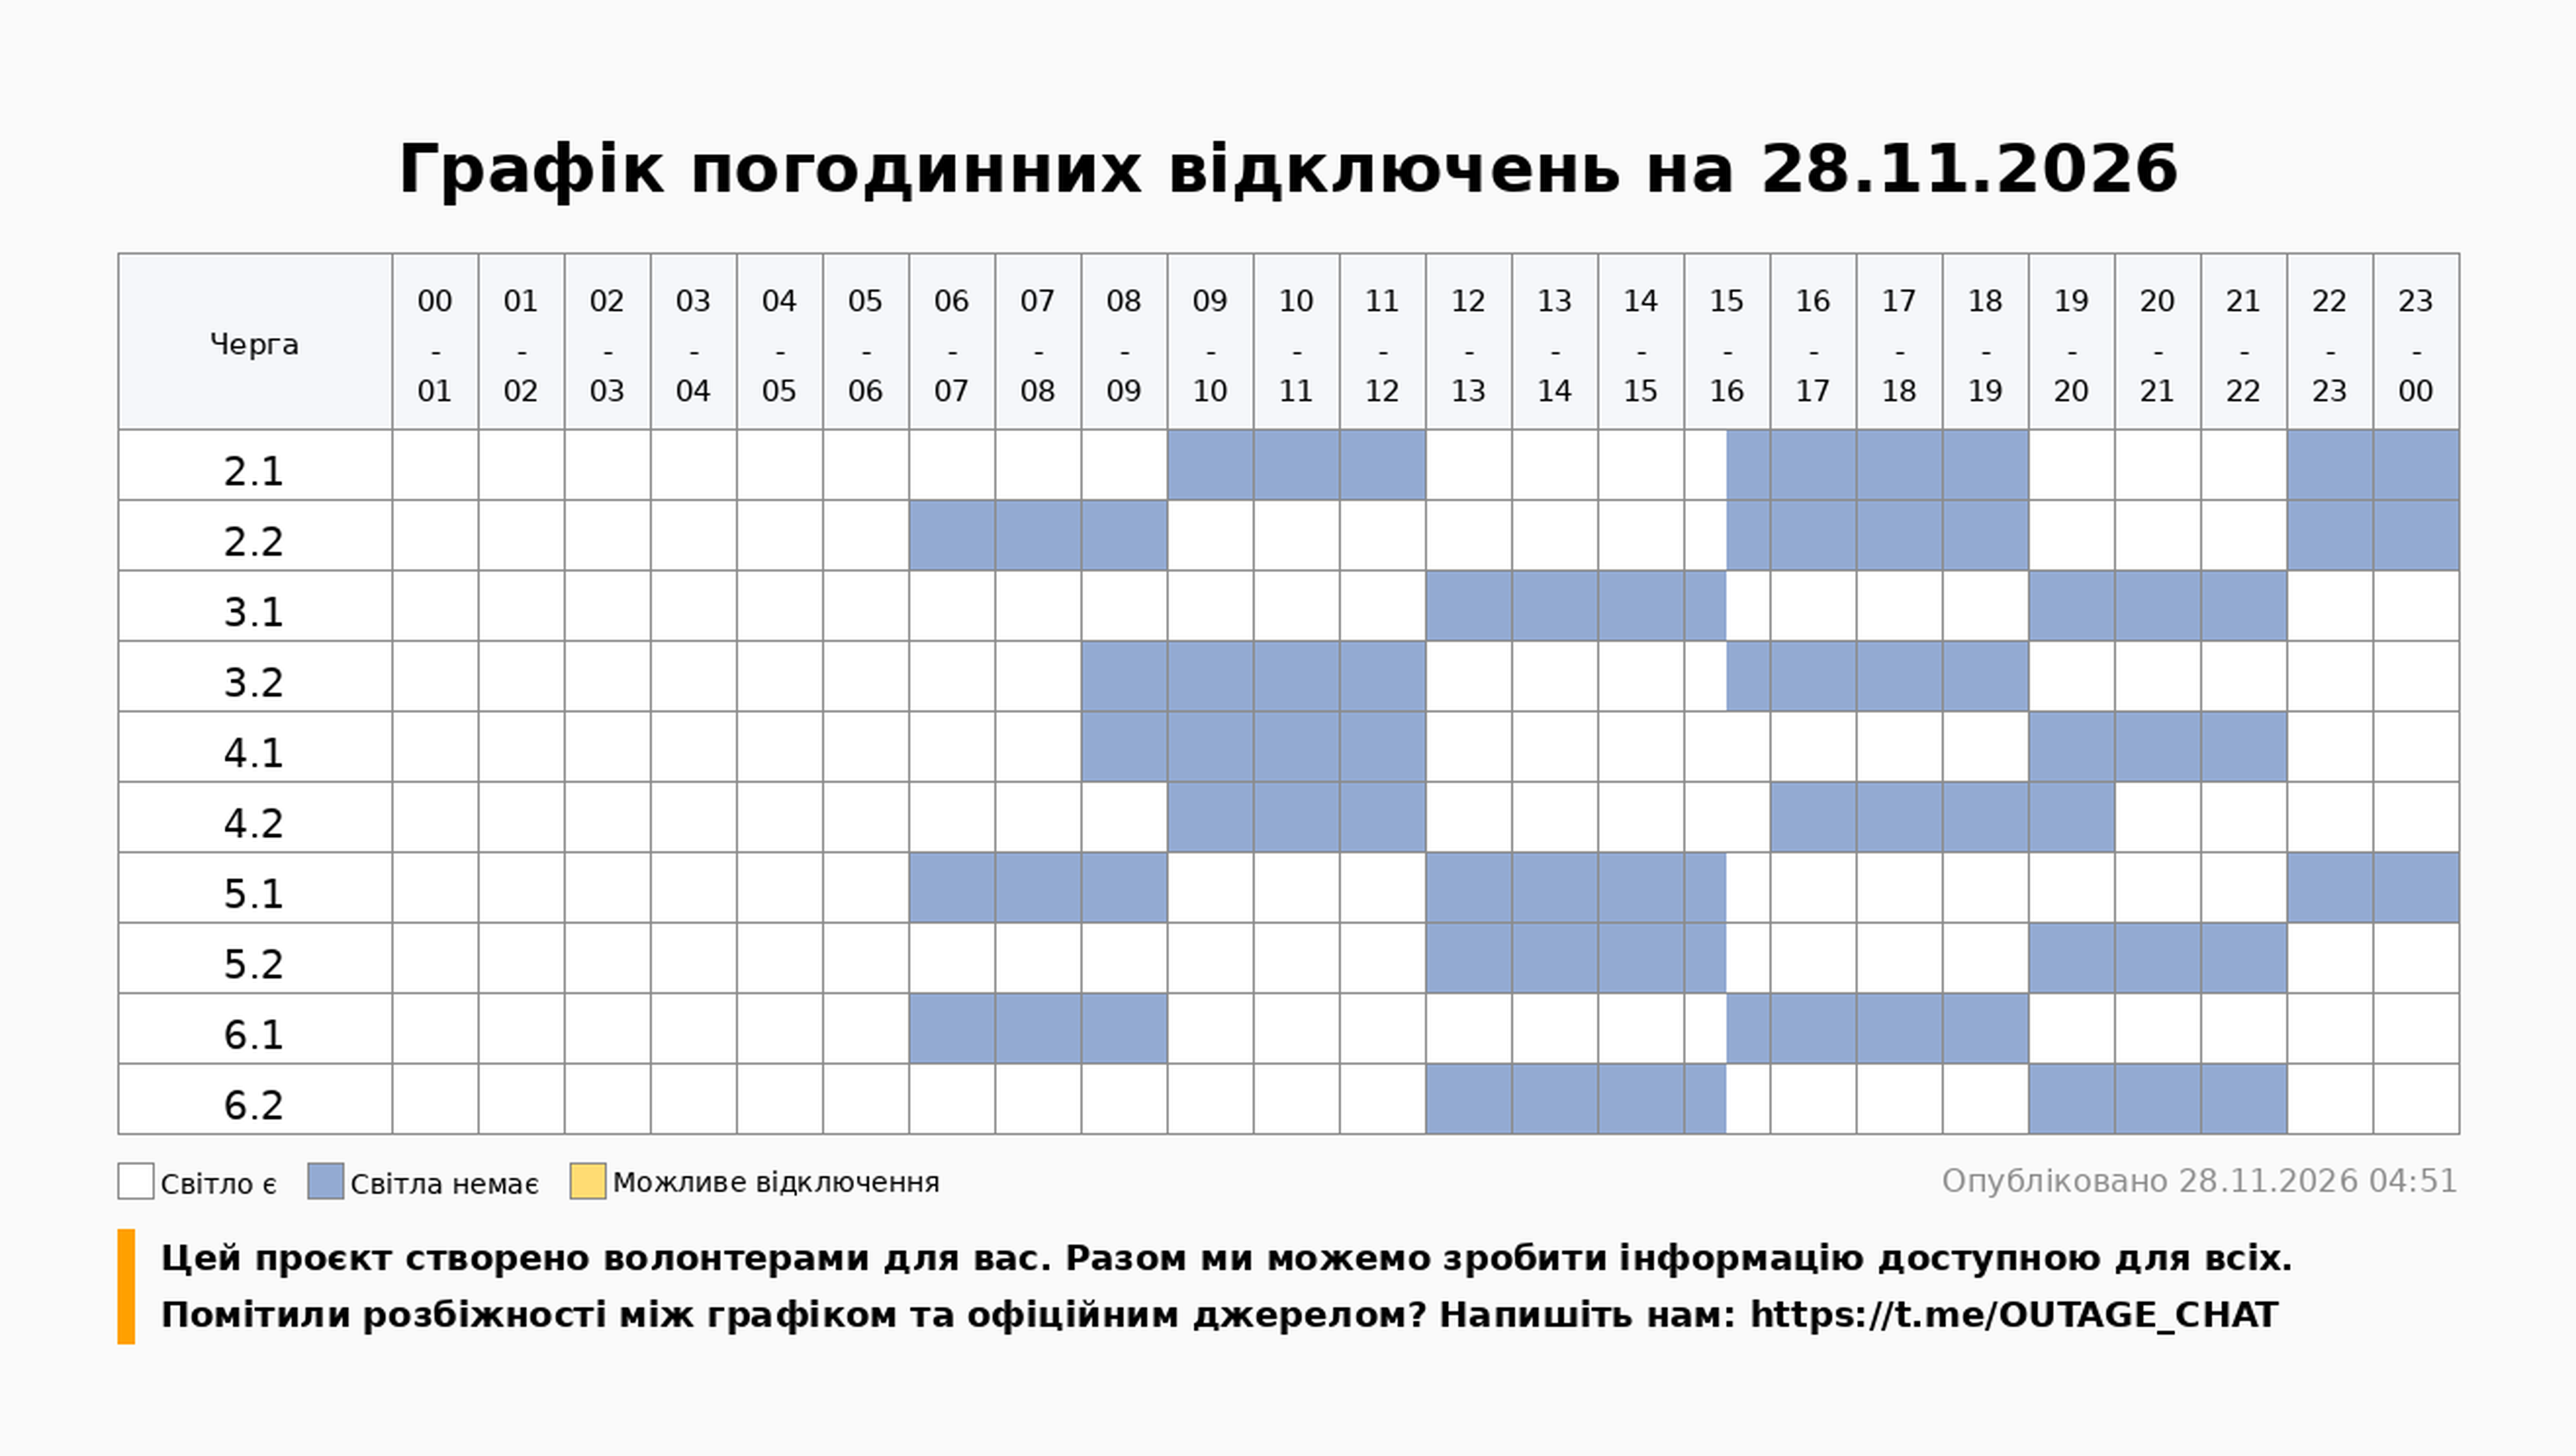 Графік погодинних відключень на 28.11.2026
Черга 00 - 01 01 - 02 02 - 03 03 - 04 04 - 05 05 - 06 06 - 07 07 - 08 08 - 09 09 - 10 10 - 11 11 - 12 12 - 13 13 - 14 14 - 15 15 - 16 16 - 17 17 - 18 18 - 19 19 - 20 20 - 21 21 - 22 22 - 23 23 - 00
2.1
2.2
3.1
3.2
4.1
4.2
5.1
5.2
6.1
6.2
Світло є Світла немає Можливе відключення Опубліковано 28.11.2026 04:51
Цей проєкт створено волонтерами для вас. Разом ми можемо зробити інформацію доступною для всіх.
Помітили розбіжності між графіком та офіційним джерелом? Напишіть нам: https://t.me/OUTAGE_CHAT